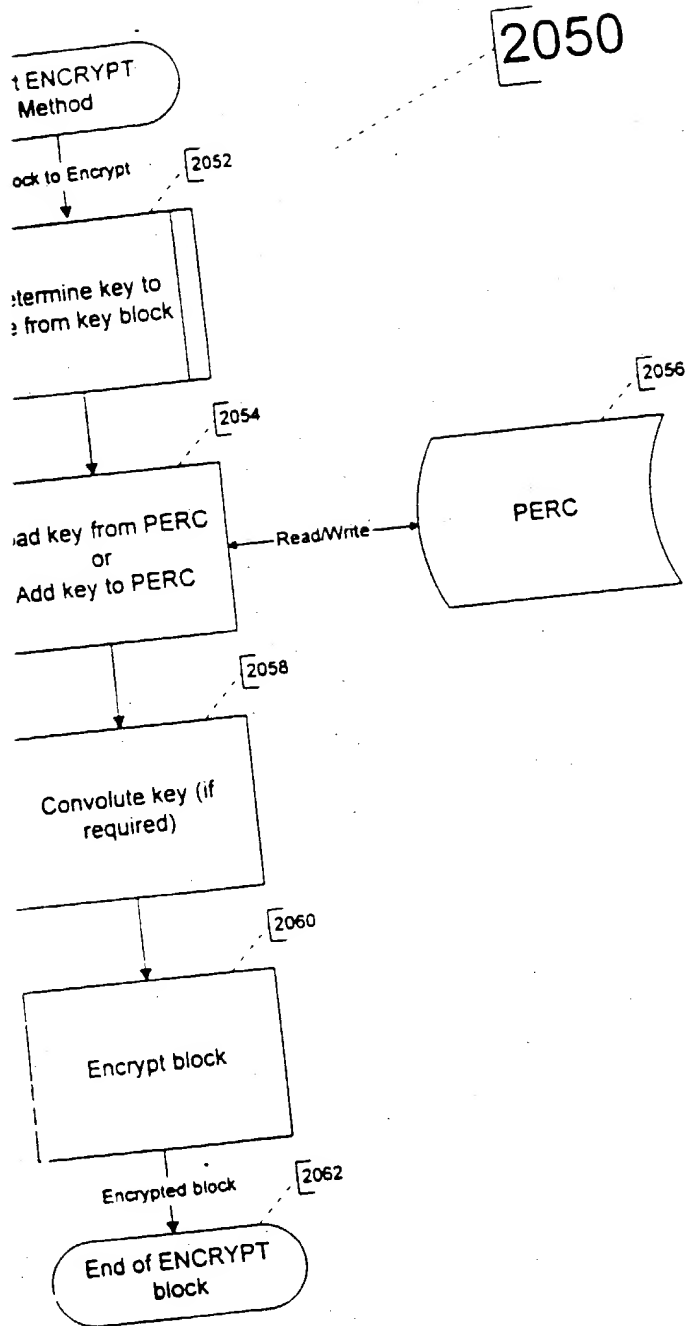 2050
t ENCRYPT
Method
ock to Encrypt
2052
etermine key to
e from key block
2054
2056
ad key from PERC
or
Add key to PERC
Read/Write
PERC
2058
Convolute key (if
required)
2060
Encrypt block
Encrypted block
2062
End of ENCRYPT
block